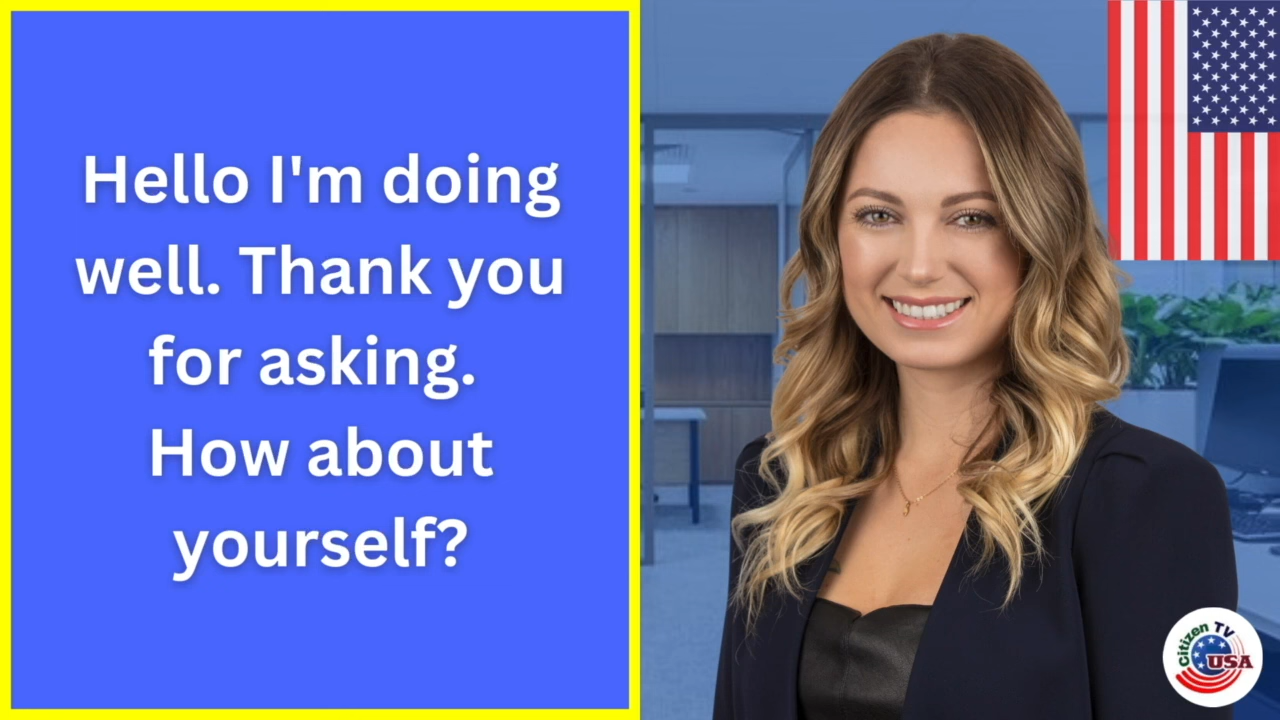 Hello I'm doing
well. Thank you
for asking.
How about
yourself?
Citizen TV
USA